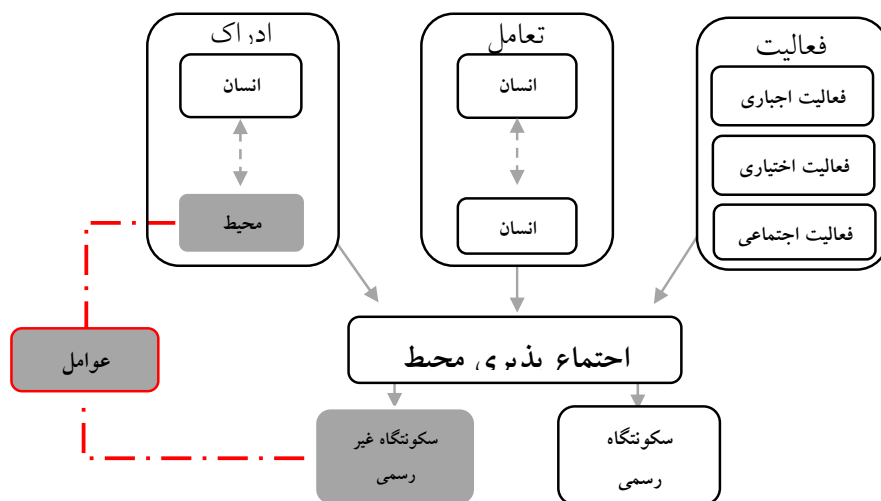 فعالیت
فعالیت اجباری
فعالیت اختیاری
فعالیت اجتماعی
تعامل
انسان
انسان
ادراک
انسان
محیط
اجتماع پذیری محیط
عوامل
سکونتگاه
رسمی
سکونتگاه غیر
رسمی